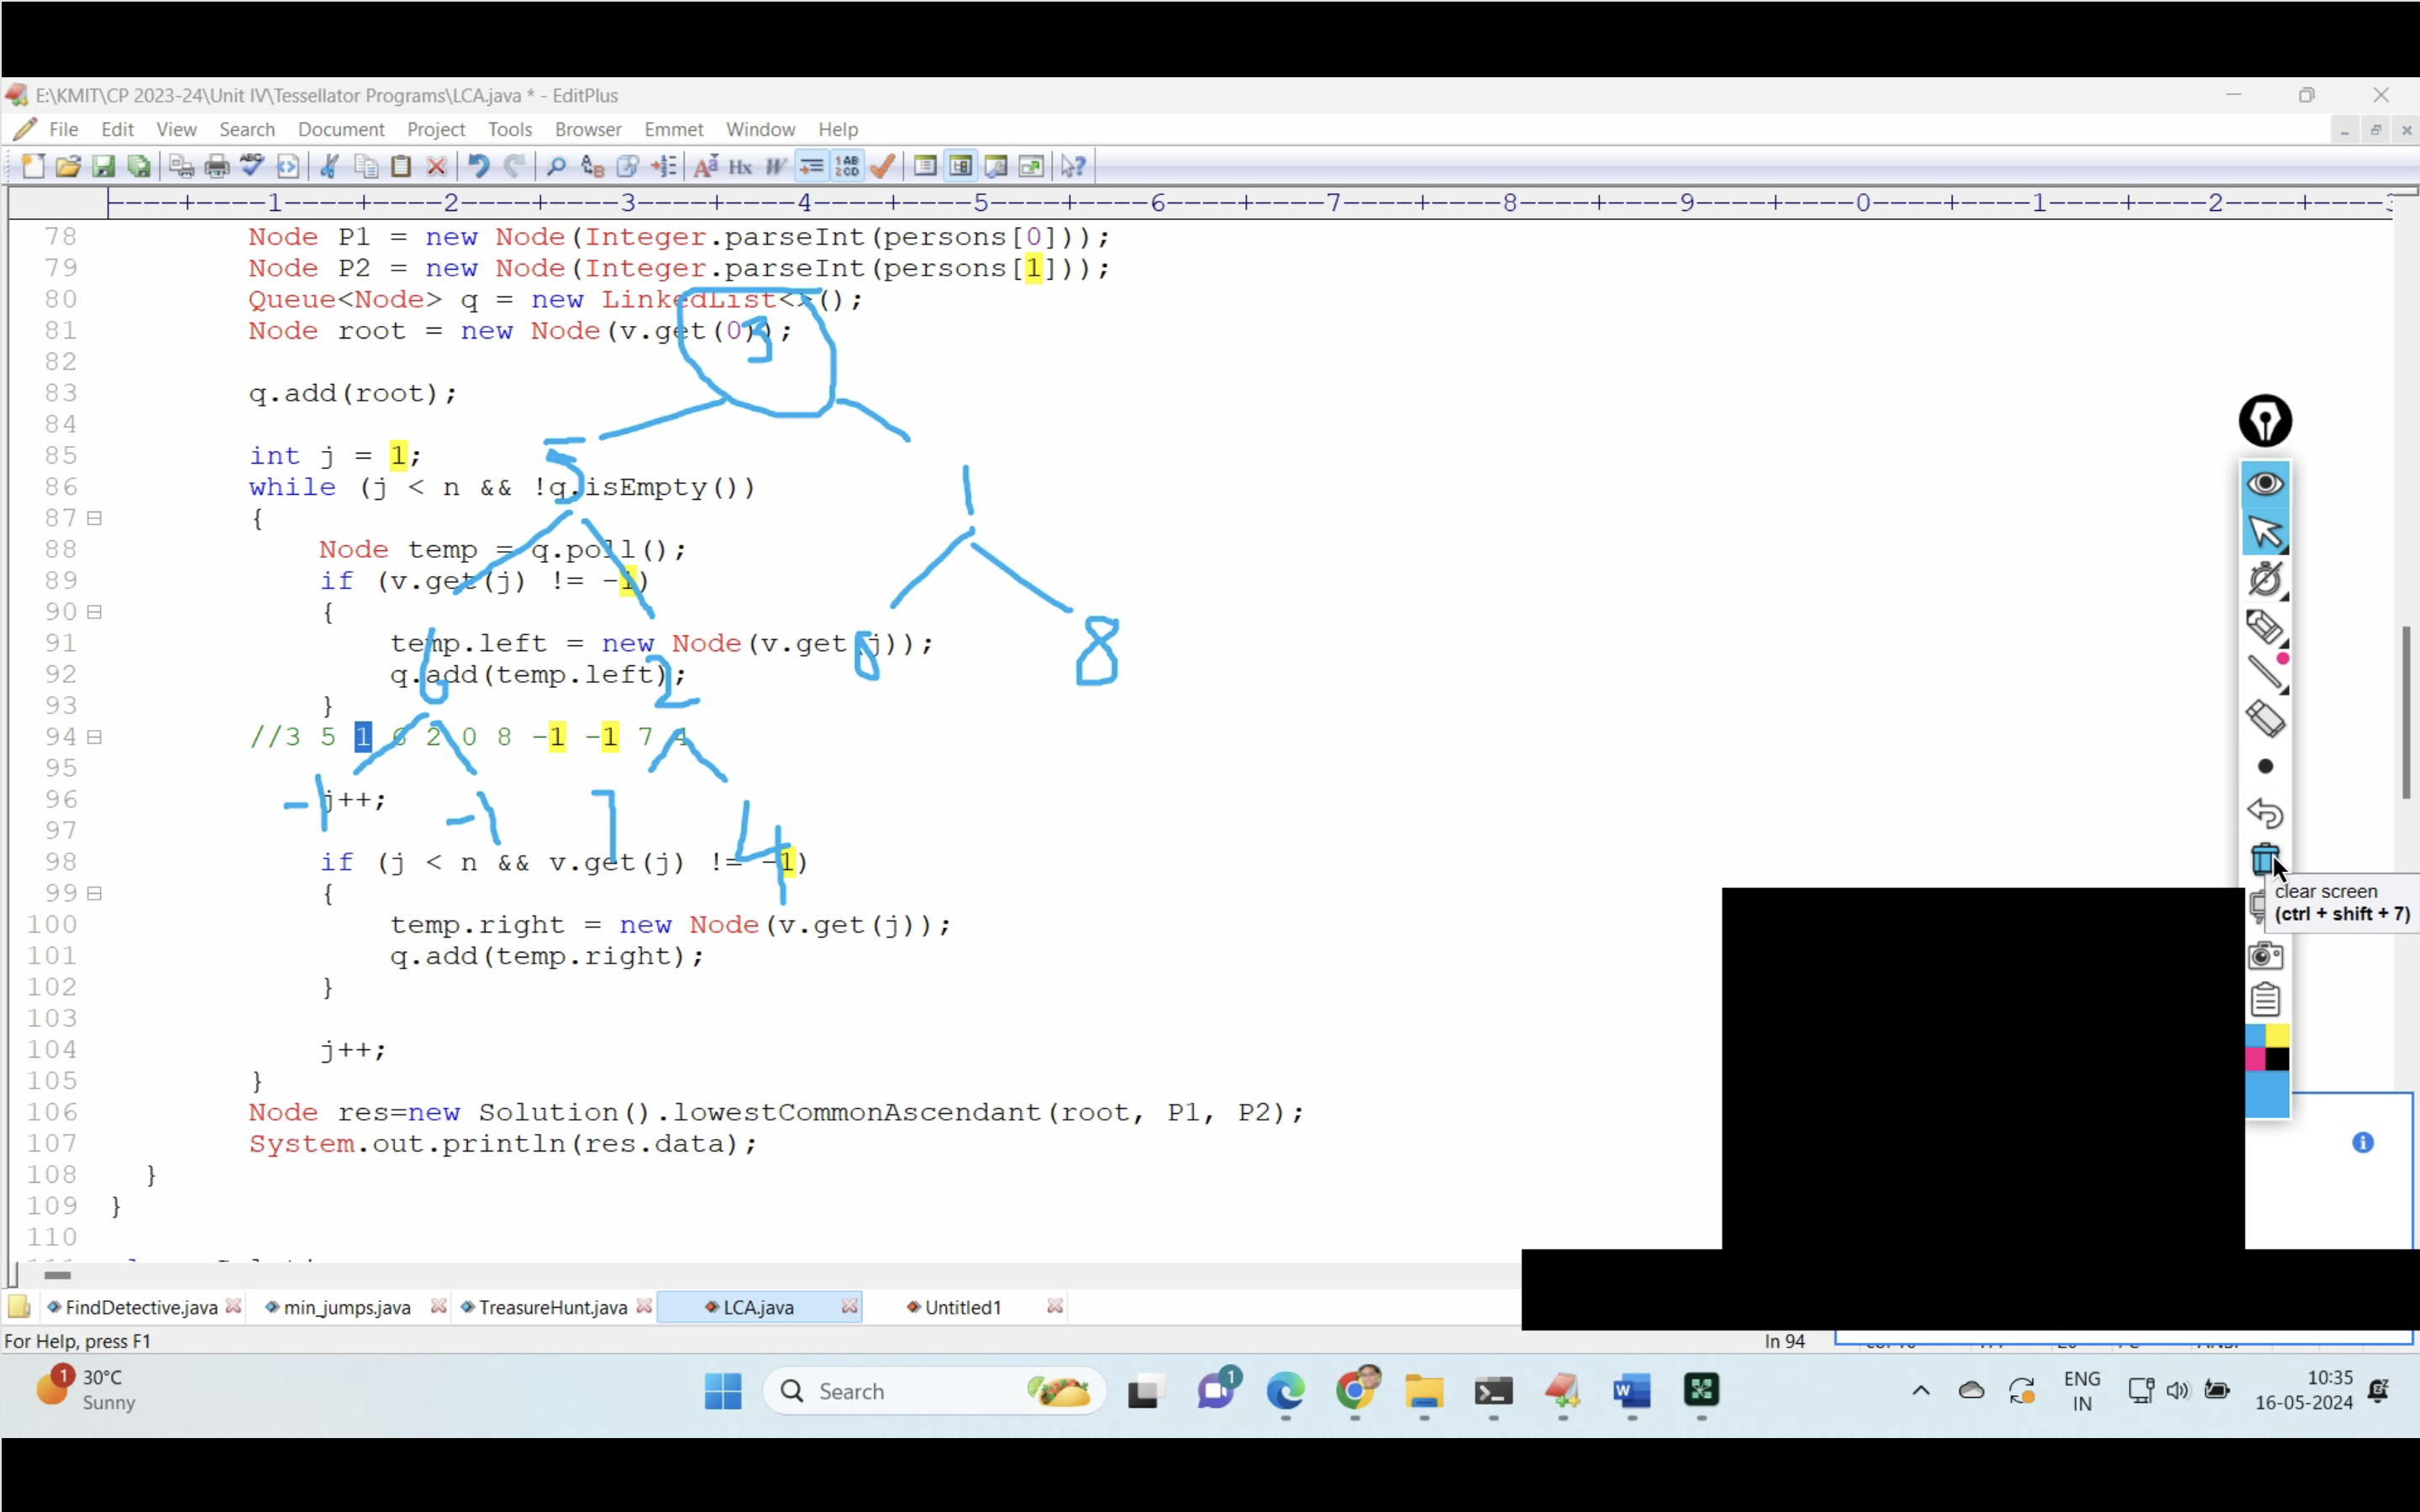 E:\KMIT\CP 2023-24\Unit IV\Tessellator Programs\LCA.java * - EditPlus
File Edit View Search Document Project Tools Browser Emmet Window Help
----+----1----+----2----+----3----+----4----+----5----+----6----+----7----+----8----+----9----+----0----+----1----+----2----+----3
78 Node P1 = new Node(Integer.parseInt(persons[0]));
79 Node P2 = new Node(Integer.parseInt(persons[1]));
80 Queue<Node> q = new LinkedList<>();
81 Node root = new Node(v.get(0));
3
82
83 q.add(root);
84
85 int j = 1;
5 1
86 while (j < n && !q.isEmpty())
87 {
88 Node temp = q.poll();
89 if (v.get(j) != -1)
90 {
91 temp.left = new Node(v.get(j));
6 2 0 8
92 q.add(temp.left);
93 }
94 //3 5 1 6 2 0 8 -1 -1 7 4
95
96 j++;
-1 -1 7 4
97
98 if (j < n && v.get(j) != -1)
99 {
100 temp.right = new Node(v.get(j));
101 q.add(temp.right);
102 }
103
104 j++;
105 }
106 Node res=new Solution().lowestCommonAscendant(root, P1, P2);
107 System.out.println(res.data);
108 }
109 }
110
clear screen
(ctrl + shift + 7)
FindDetective.java min_jumps.java TreasureHunt.java LCA.java Untitled1
For Help, press F1 ln 94
1 30°C
Sunny
Search
1
ENG
IN
10:35
16-05-2024